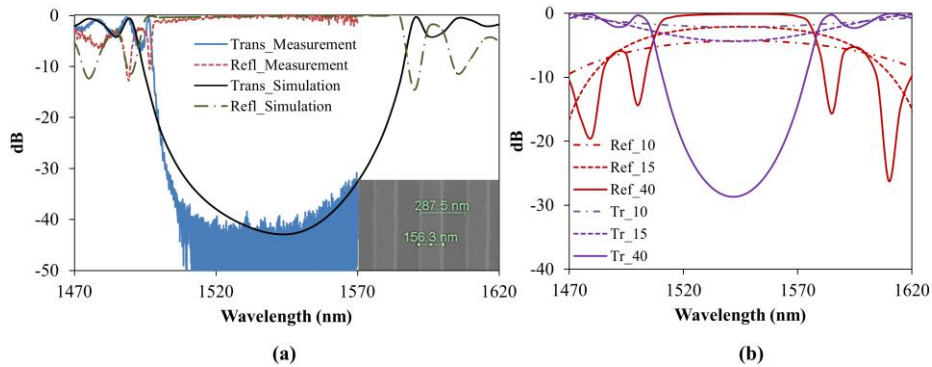 0
-10
-20
-30
-40
-50
dB
Trans_Measurement
Refl_Measurement
Trans_Simulation
Refl_Simulation
287.5 nm
156.3 nm
1470 1520 1570 1620
Wavelength (nm)
(a)
0
-10
-20
-30
-40
dB
Ref_10
Ref_15
Ref_40
Tr_10
Tr_15
Tr_40
1470 1520 1570 1620
Wavelength (nm)
(b)